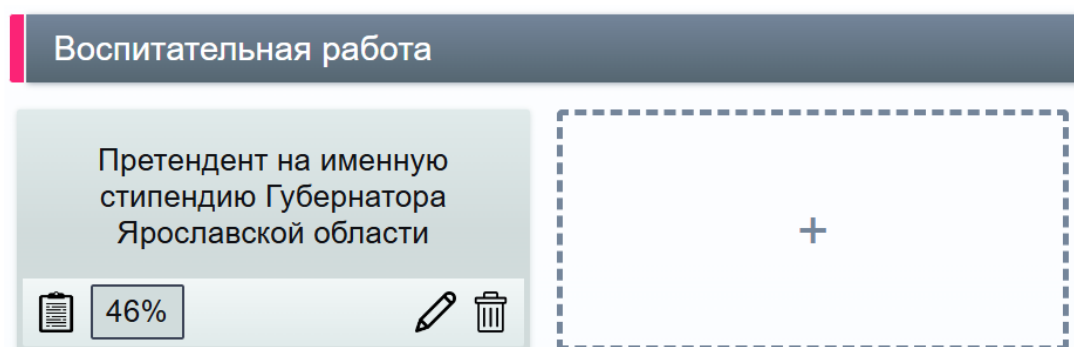 Воспитательная работа
Претендент на именную
стипендию Губернатора
Ярославской области
+
46%